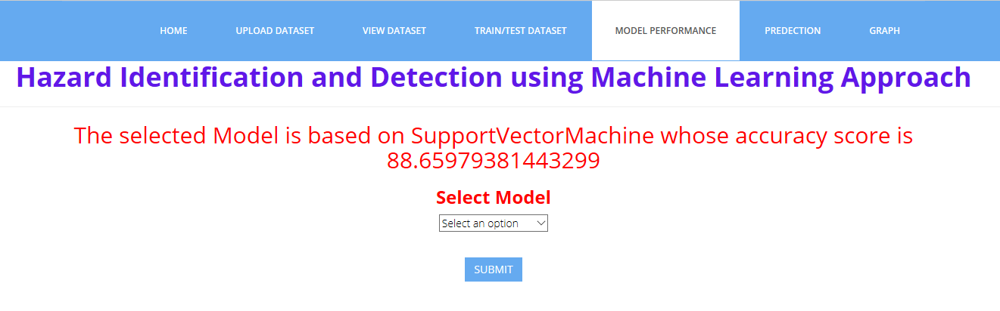 HOME UPLOAD DATASET VIEW DATASET TRAIN/TEST DATASET MODEL PERFORMANCE PREDECTION GRAPH
Hazard Identification and Detection using Machine Learning Approach
The selected Model is based on SupportVectorMachine whose accuracy score is
88.65979381443299
Select Model
Select an option
SUBMIT